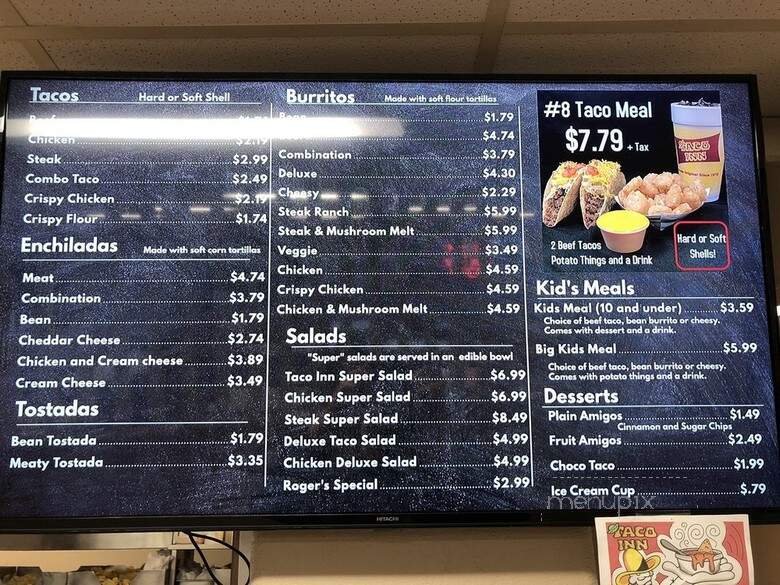 Tacos Hard or Soft Shell
Beef
Chicken $2.19
Steak $2.99
Combo Taco $2.49
Crispy Chicken $2.19
Crispy Flour $1.74
Enchiladas Made with soft corn tortillas
Meat $4.74
Combination $3.79
Bean $1.79
Cheddar Cheese $2.74
Chicken and Cream cheese $3.89
Cream Cheese $3.49
Tostadas
Bean Tostada $1.79
Meaty Tostada $3.35
Burritos Made with soft flour tortillas
Bean $1.79
$4.74
Combination $3.79
Deluxe $4.30
Cheesy $2.29
Steak Ranch $5.99
Steak & Mushroom Melt $5.99
Veggie $3.49
Chicken $4.59
Crispy Chicken $4.59
Chicken & Mushroom Melt $4.59
Salads
"Super" salads are served in an edible bowl
Taco Inn Super Salad $6.99
Chicken Super Salad $6.99
Steak Super Salad $8.49
Deluxe Taco Salad $4.99
Chicken Deluxe Salad $4.99
Roger's Special $2.99
#8 Taco Meal
$7.79 + Tax
TACO
INN
2 Beef Tacos
Potato Things and a Drink
Hard or Soft
Shells!
Kid's Meals
Kids Meal (10 and under) $3.59
Choice of beef taco, bean burrito or cheesy.
Comes with dessert and a drink.
Big Kids Meal $5.99
Choice of beef taco, bean burrito or cheesy.
Comes with potato things and a drink.
Desserts
Plain Amigos $1.49
Cinnamon and Sugar Chips
Fruit Amigos $2.49
Choco Taco $1.99
Ice Cream Cup $.79
menupix
HITACHI
TACO
INN